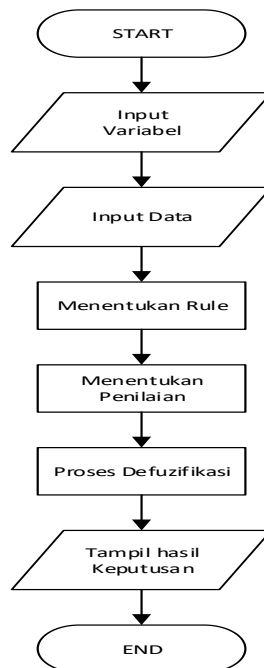 START
Input
Variabel
Input Data
Menentukan Rule
Menentukan
Penilaian
Proses Defuzifikasi
Tampil hasil
Keputusan
END